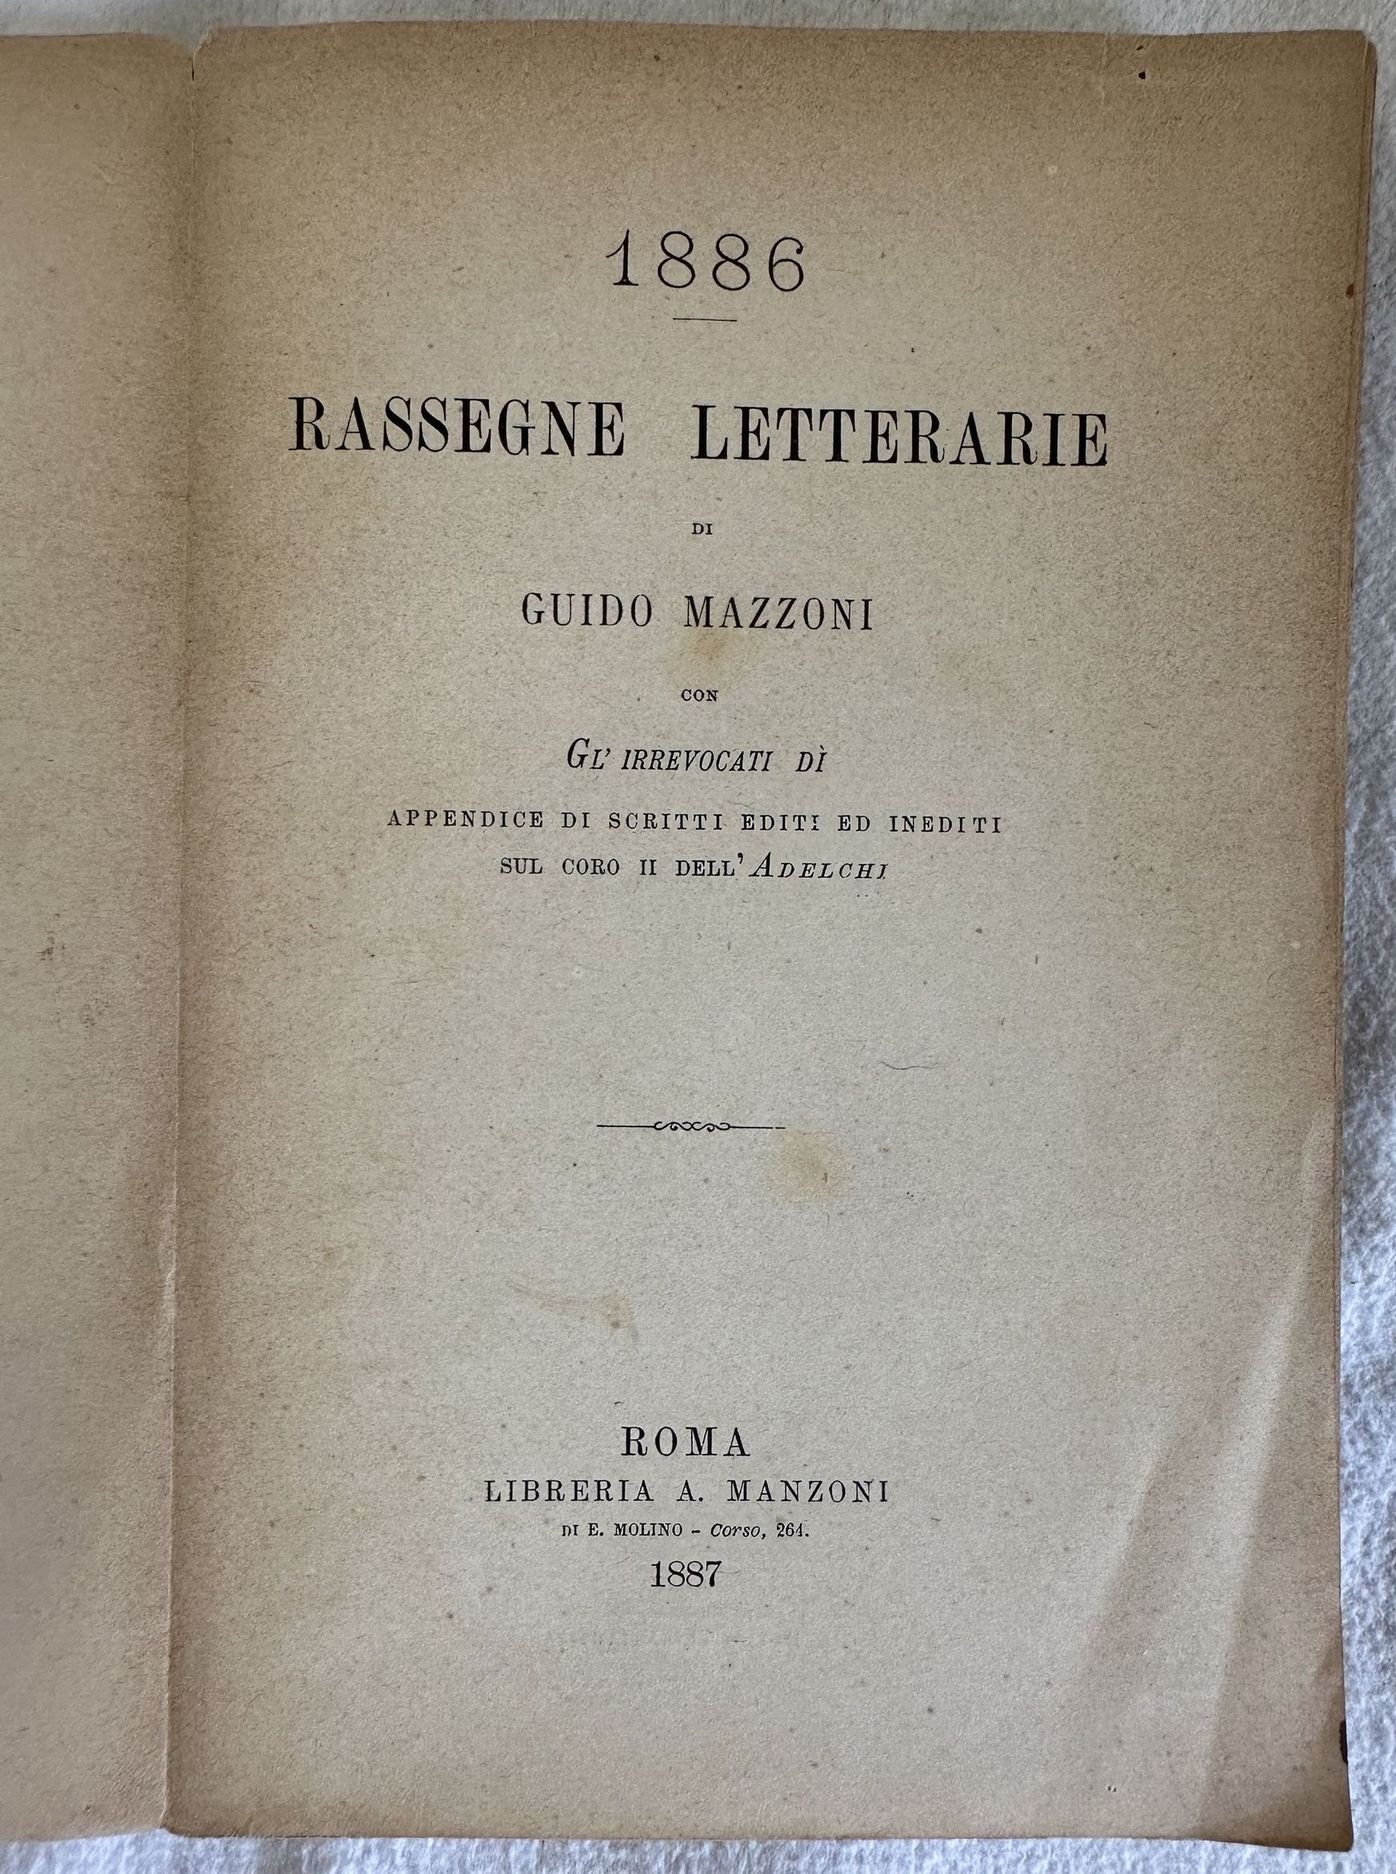 1886
RASSEGNE LETTERARIE
DI
GUIDO MAZZONI
CON
GL' IRREVOCATI DÌ
APPENDICE DI SCRITTI EDITI ED INEDITI
SUL CORO II DELL' ADELCHI
ROMA
LIBRERIA A. MANZONI
DI E. MOLINO - Corso, 264.
1887